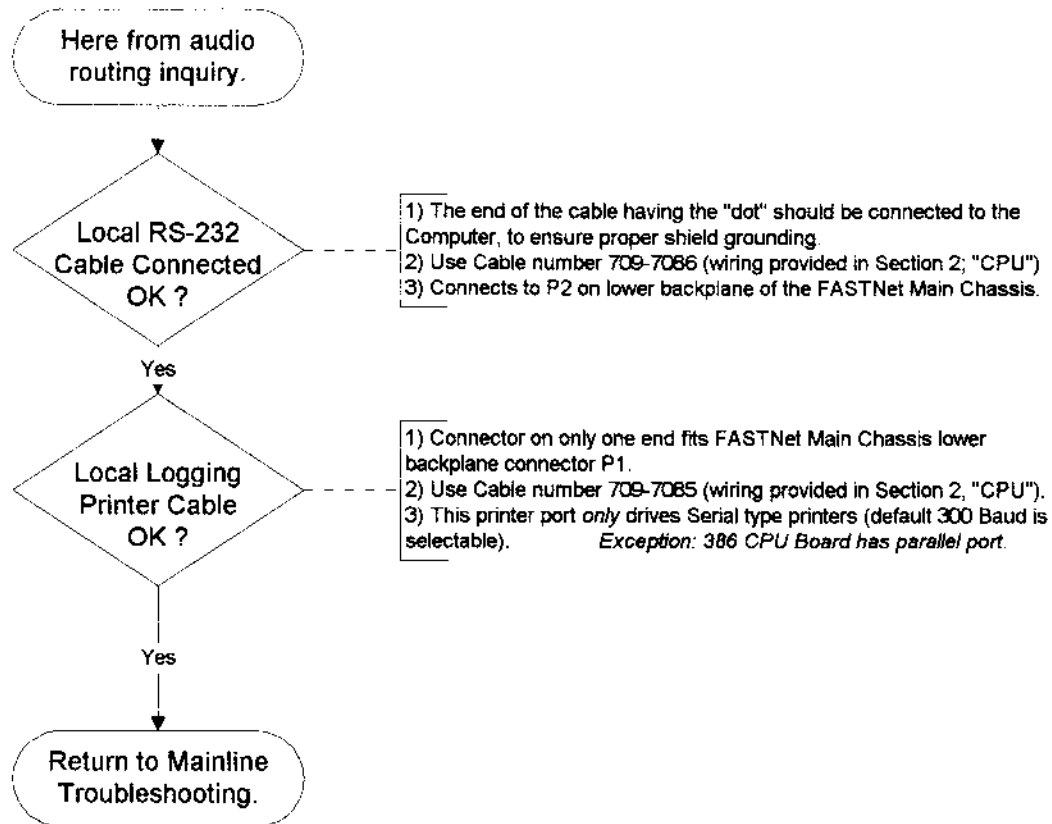 Here from audio
routing inquiry.
Local RS-232
Cable Connected
OK ?
1) The end of the cable having the "dot" should be connected to the
Computer, to ensure proper shield grounding.
2) Use Cable number 709-7086 (wiring provided in Section 2; "CPU")
3) Connects to P2 on lower backplane of the FASTNet Main Chassis.
Yes
Local Logging
Printer Cable
OK ?
1) Connector on only one end fits FASTNet Main Chassis lower
backplane connector P1.
2) Use Cable number 709-7085 (wiring provided in Section 2, "CPU").
3) This printer port only drives Serial type printers (default 300 Baud is
selectable). Exception: 386 CPU Board has parallel port.
Yes
Return to Mainline
Troubleshooting.